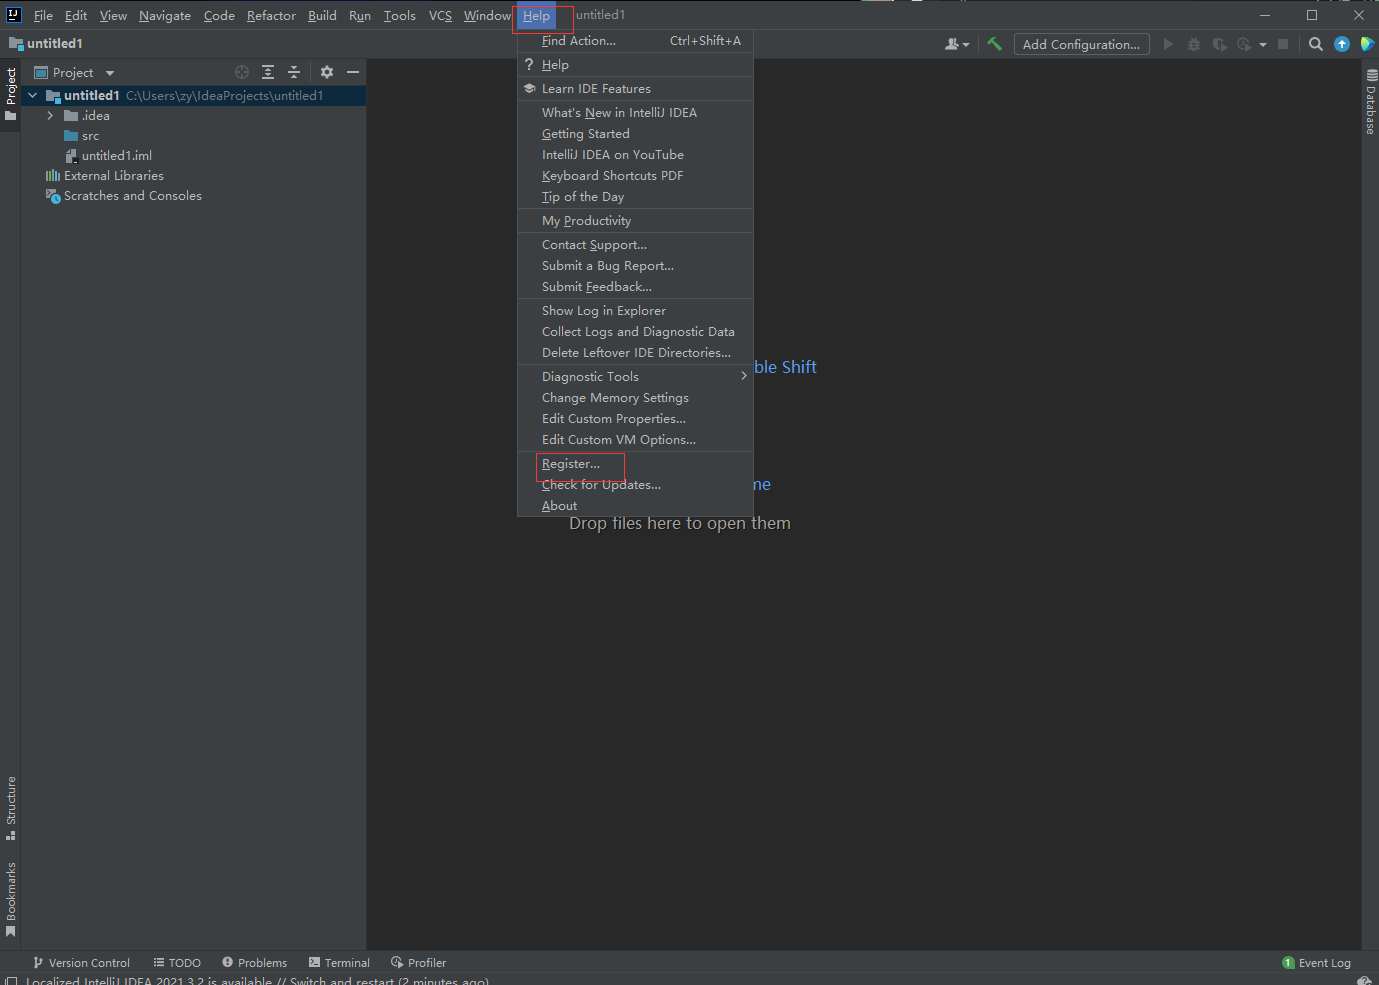 IJ File Edit View Navigate Code Refactor Build Run Tools VCS Window Help untitled1
untitled1
Add Configuration...
Project
Project
untitled1 C:\Users\zy\IdeaProjects\untitled1
.idea
src
untitled1.iml
External Libraries
Scratches and Consoles
Find Action... Ctrl+Shift+A
? Help
Learn IDE Features
What's New in IntelliJ IDEA
Getting Started
IntelliJ IDEA on YouTube
Keyboard Shortcuts PDF
Tip of the Day
My Productivity
Contact Support...
Submit a Bug Report...
Submit Feedback...
Show Log in Explorer
Collect Logs and Diagnostic Data
Delete Leftover IDE Directories...
Diagnostic Tools
Change Memory Settings
Edit Custom Properties...
Edit Custom VM Options...
Register...
Check for Updates...
About
ble Shift
me
Drop files here to open them
Database
Structure
Bookmarks
Version Control TODO Problems Terminal Profiler
1 Event Log
Localized IntelliJ IDEA 2021.3.2 is available // Switch and restart (2 minutes ago)